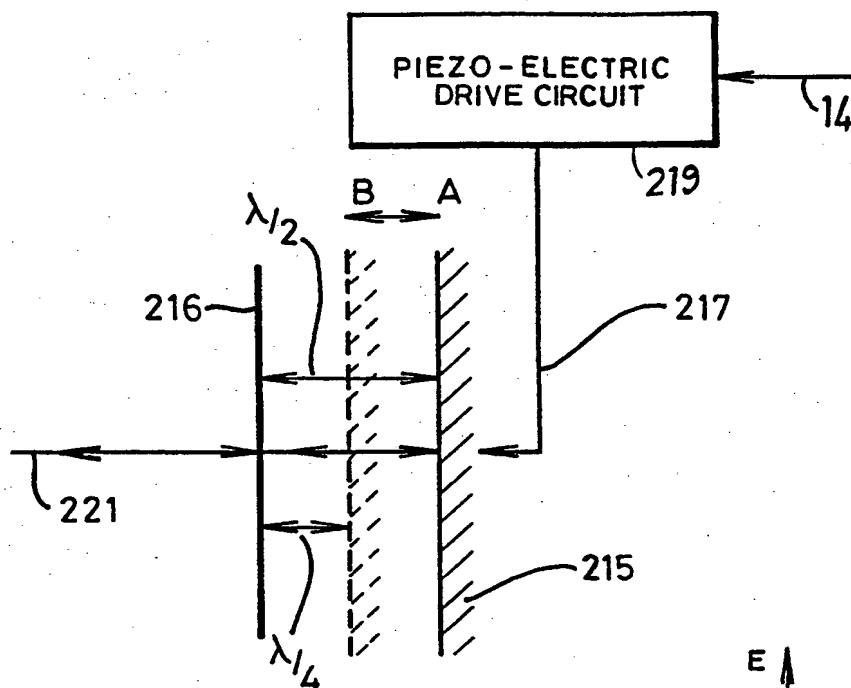 PIEZO-ELECTRIC
DRIVE CIRCUIT
14
219
B A
λ/2
216
217
221
215
λ/4
E